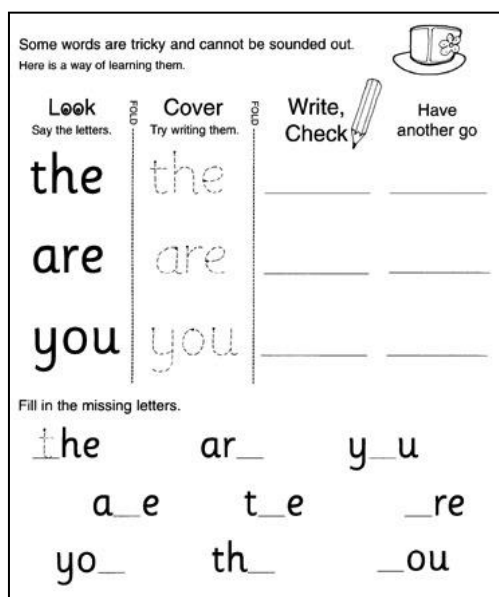 Some words are tricky and cannot be sounded out.
Here is a way of learning them.
Look FOLD Cover FOLD Write, Check Have another go
Say the letters. Try writing them.
the the
are are
you you
Fill in the missing letters.
the ar_ y_u
a_e t_e _re
yo_ th_ _ou